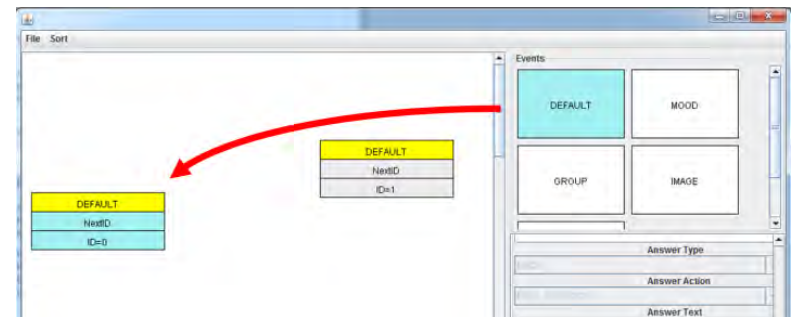 File Sort
Events
DEFAULT MOOD
DEFAULT
NextID
ID=1
GROUP IMAGE
DEFAULT
NextID
ID=0
Answer Type
Answer Action
Answer Text